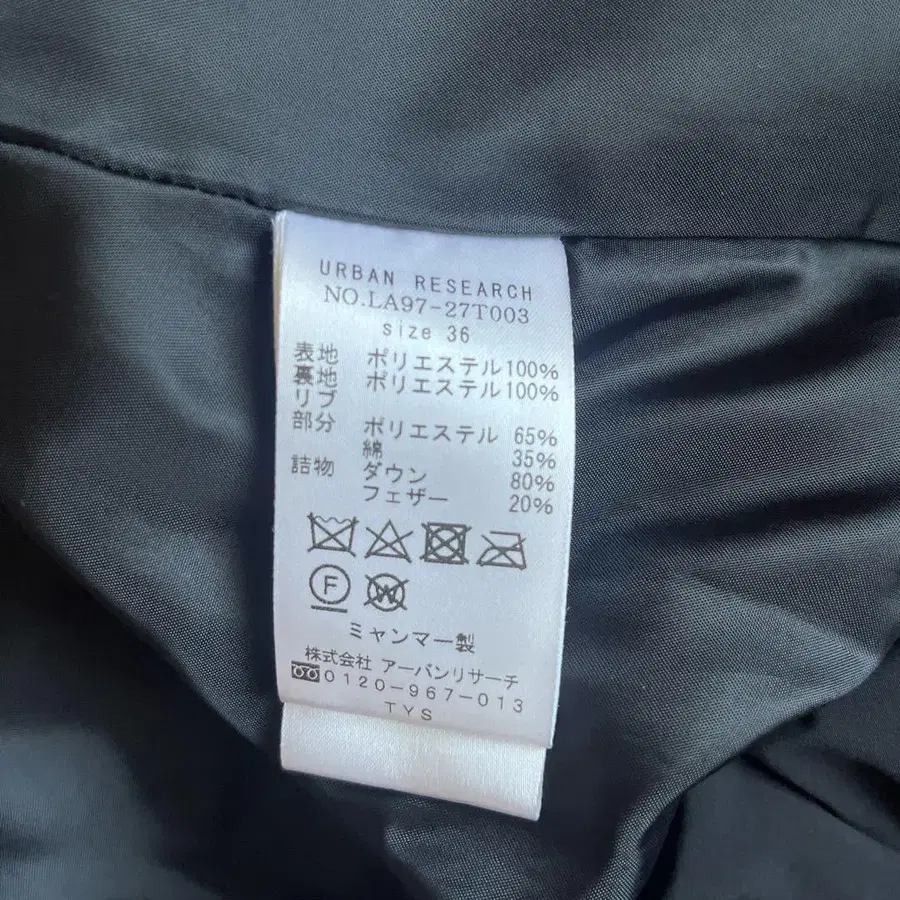 URBAN RESEARCH
NO.LA97-27T003
size 36
表地 ポリエステル100%
裏地 ポリエステル100%
リブ
部分 ポリエステル 65%
綿 35%
詰物 ダウン 80%
フェザー 20%
F W
ミャンマー製
株式会社 アーバンリサーチ
0120-967-013
TYS